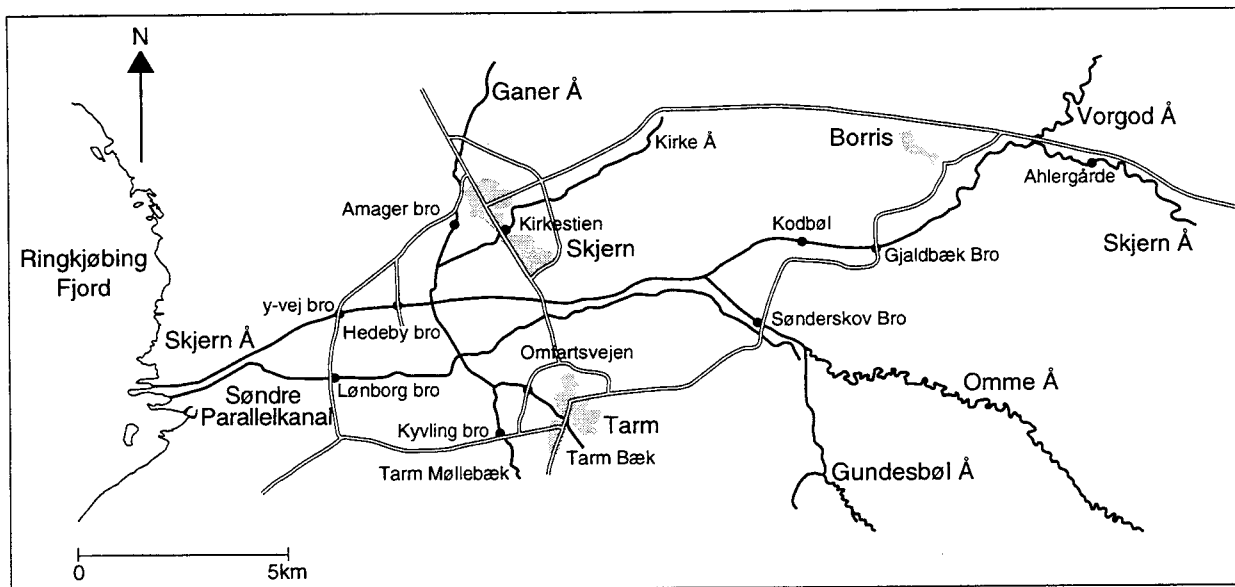 N
Ganer Å
Vorgod Å
Kirke Å
Borris
Ahlergårde
Amager bro
Kirkestien
Kodbøl
Skjern
Skjern Å
Gjaldbæk Bro
Ringkjøbing
Fjord
y-vej bro
Hedeby bro
Sønderskov Bro
Skjern Å
Omfartsvejen
Lønborg bro
Omme Å
Søndre
Parallelkanal
Tarm
Kyvling bro
Tarm Bæk
Tarm Møllebæk
Gundesbøl Å
0
5km